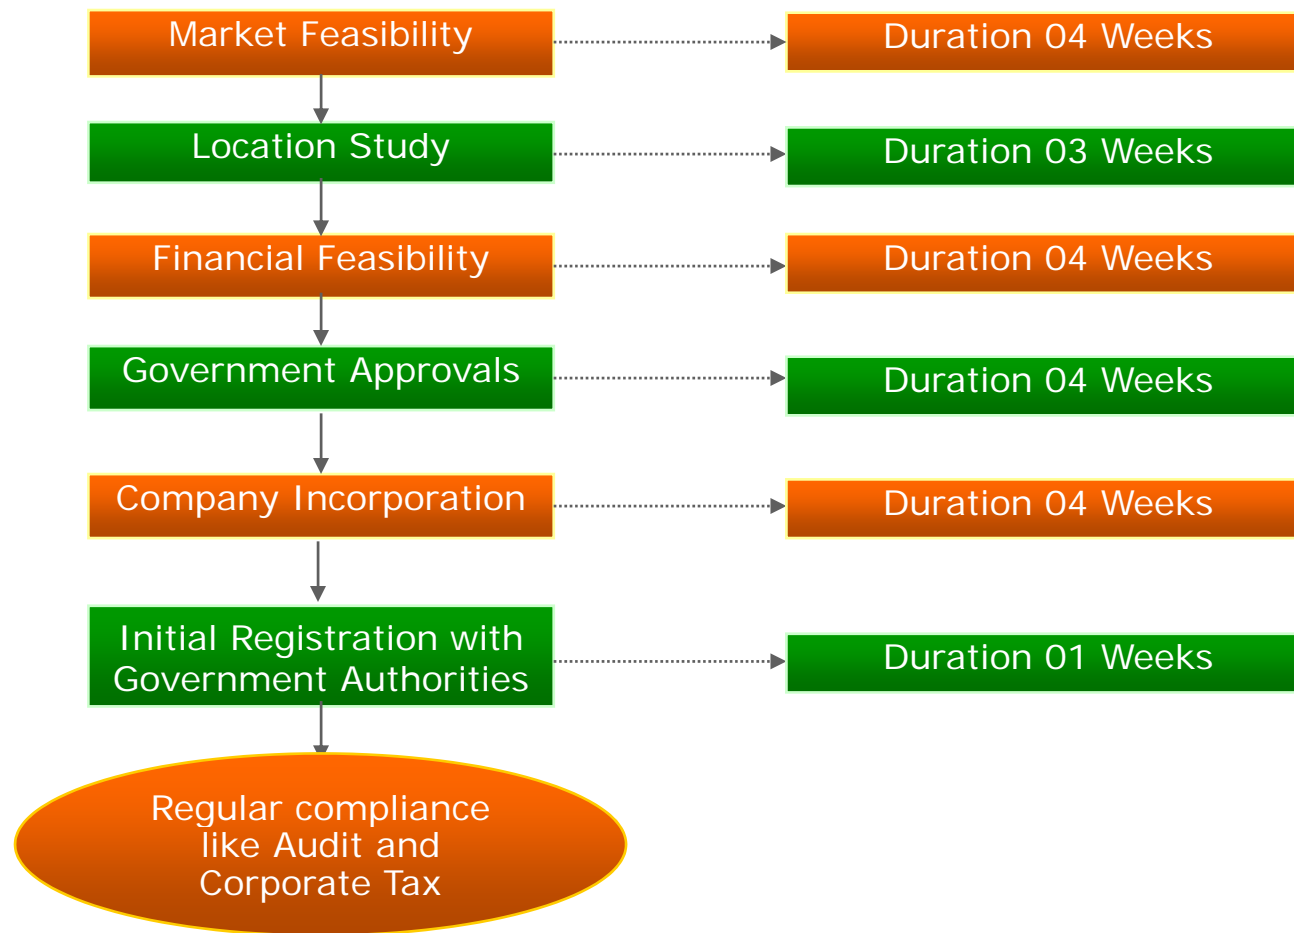 Market Feasibility
Duration 04 Weeks
Location Study
Duration 03 Weeks
Financial Feasibility
Duration 04 Weeks
Government Approvals
Duration 04 Weeks
Company Incorporation
Duration 04 Weeks
Initial Registration with
Government Authorities
Duration 01 Weeks
Regular compliance
like Audit and
Corporate Tax